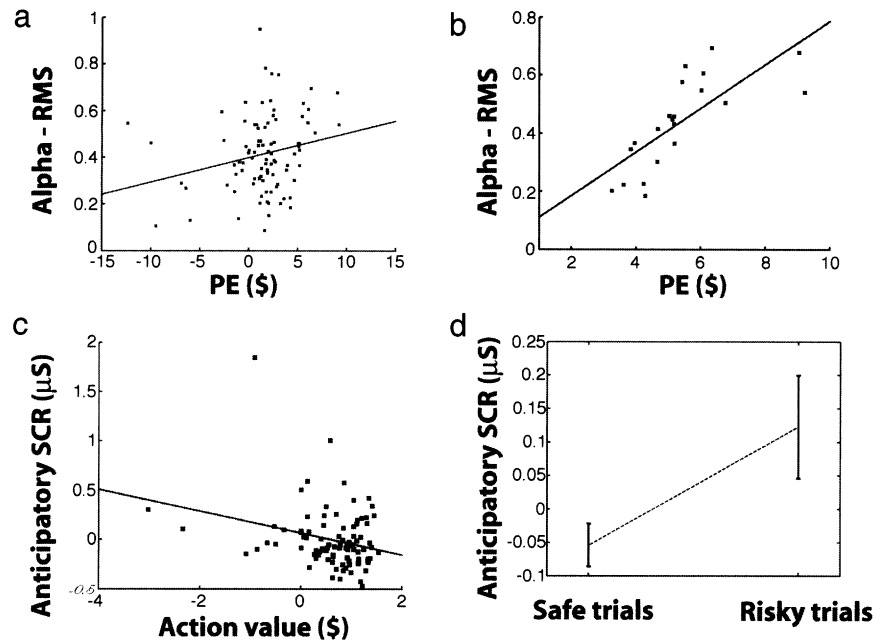 a
1
0.8
0.6
0.4
0.2
0
-15 -10 -5 0 5 10 15
Alpha - RMS
PE ($)
b
0.8
0.6
0.4
0.2
0
2 4 6 8 10
Alpha - RMS
PE ($)
c
2
1.5
1
0.5
0
-0.5
-4 -2 0 2
Anticipatory SCR (μS)
Action value ($)
d
0.25
0.2
0.15
0.1
0.05
0
-0.05
-0.1
Anticipatory SCR (μS)
Safe trials Risky trials